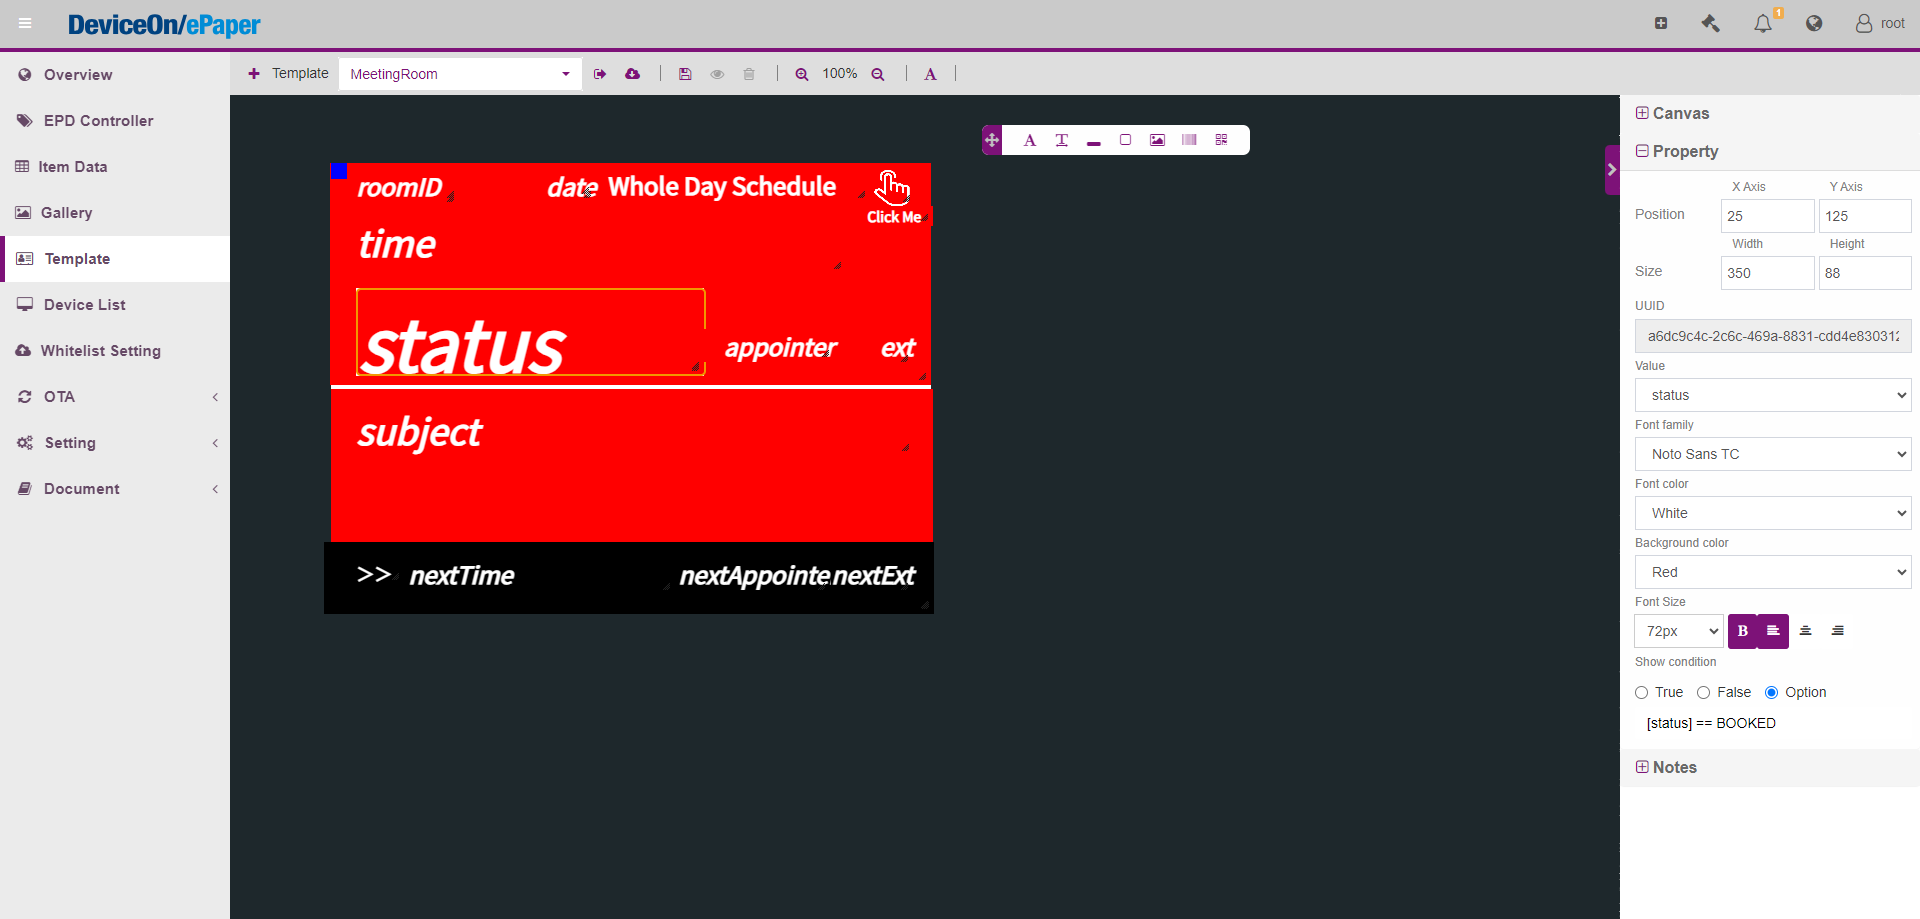 DeviceOn/ePaper
1
root
Overview
EPD Controller
Item Data
Gallery
Template
Device List
Whitelist Setting
OTA
Setting
Document
Template
MeetingRoom
100%
A
A
T
roomID
date
Whole Day Schedule
Click Me
time
status
appointer
ext
subject
>>
nextTime
nextAppointe
nextExt
Canvas
Property
X Axis
Y Axis
Position
25
125
Width
Height
Size
350
88
UUID
a6dc9c4c-2c6c-469a-8831-cdd4e830312
Value
status
Font family
Noto Sans TC
Font color
White
Background color
Red
Font Size
72px
B
Show condition
True
False
Option
[status] == BOOKED
Notes